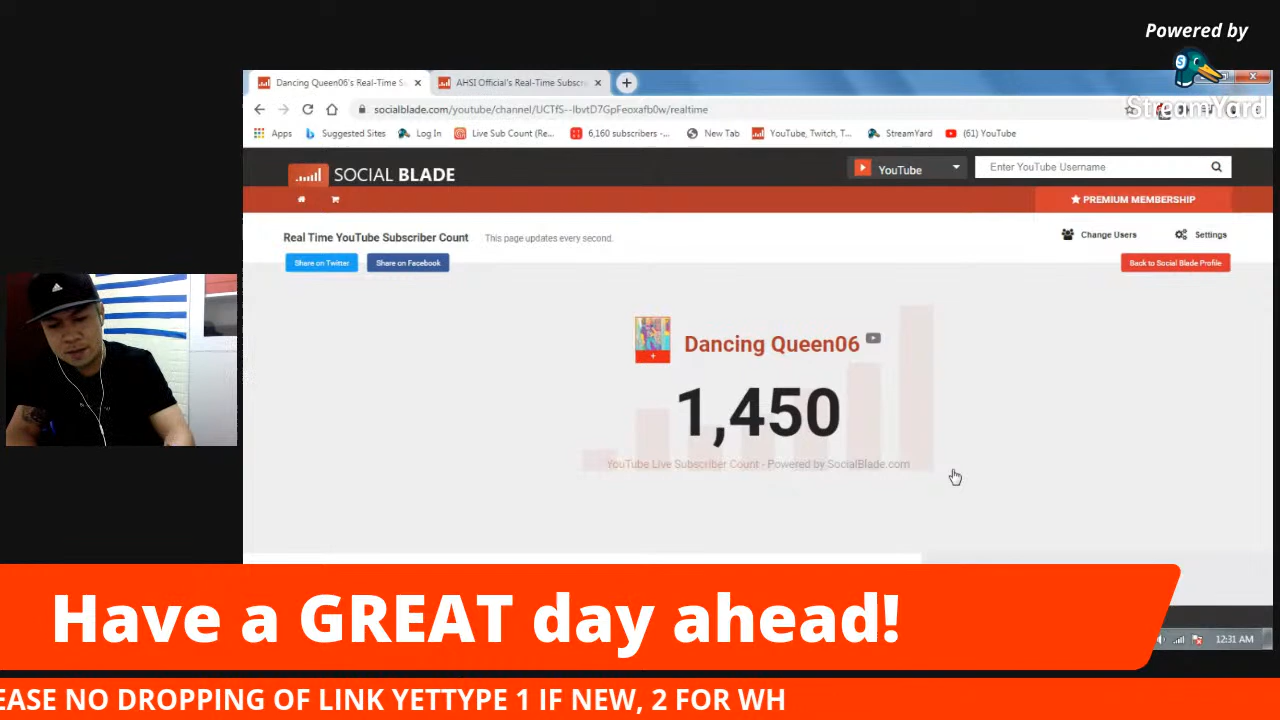 Powered by
StreamYard
Dancing Queen06's Real-Time S
AHSI Official's Real-Time Subscr
socialblade.com/youtube/channel/UCTfS--lbvtD7GpFeoxafb0w/realtime
Apps
Suggested Sites
Log In
Live Sub Count (Re...
6,160 subscribers -...
New Tab
YouTube, Twitch, T...
StreamYard
(61) YouTube
SOCIAL BLADE
YouTube
Enter YouTube Username
PREMIUM MEMBERSHIP
Real Time YouTube Subscriber Count
This page updates every second.
Change Users
Settings
Share on Twitter
Share on Facebook
Back to Social Blade Profile
Dancing Queen06
1,450
YouTube Live Subscriber Count - Powered by SocialBlade.com
12:31 AM
Have a GREAT day ahead!
EASE NO DROPPING OF LINK YETTYPE 1 IF NEW, 2 FOR WH